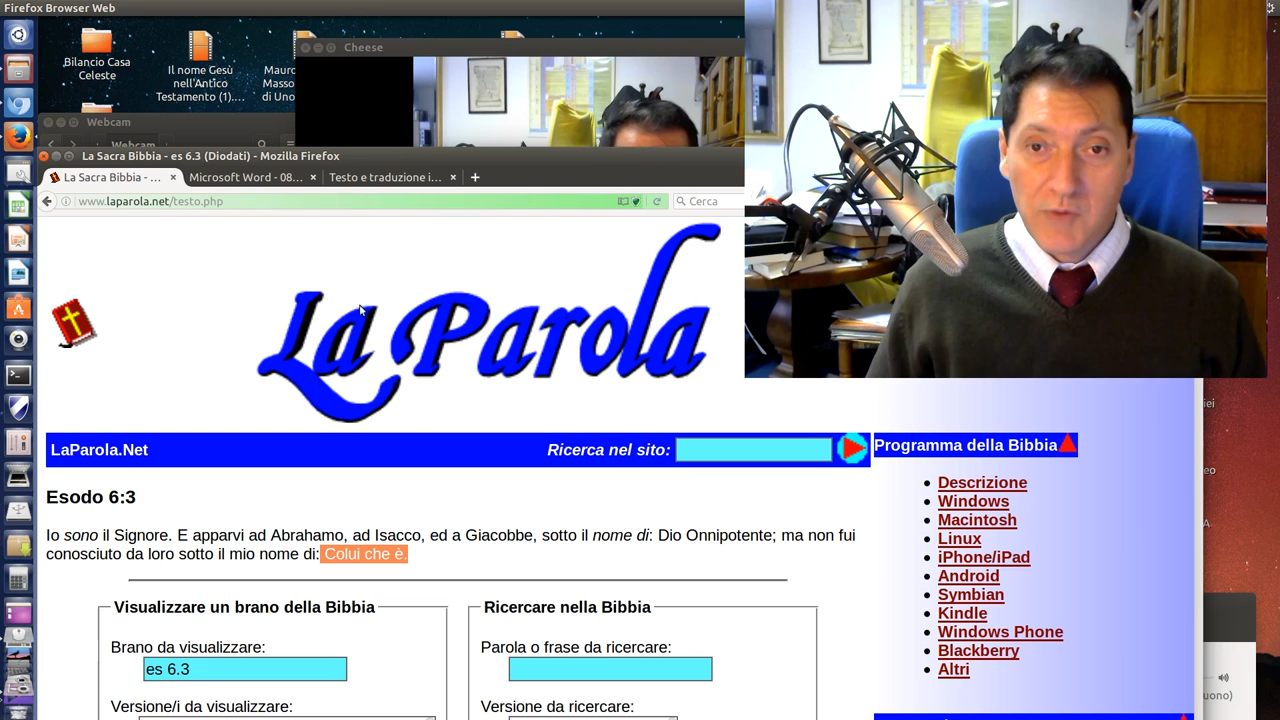 Firefox Browser Web
Bilancio Casa
Celeste
Il nome Gesù
nell'Antico
Testamento (1)....
Mauro
Masso
di Uno
Cheese
Webcam
Webcam
La Sacra Bibbia - es 6.3 (Diodati) - Mozilla Firefox
La Sacra Bibbia - ...
Microsoft Word - 08...
Testo e traduzione i...
www.laparola.net/testo.php
Cerca
La Parola
LaParola.Net
Ricerca nel sito:
Programma della Bibbia
Esodo 6:3
Io sono il Signore. E apparvi ad Abrahamo, ad Isacco, ed a Giacobbe, sotto il nome di: Dio Onnipotente; ma non fui
conosciuto da loro sotto il mio nome di: Colui che è.
Descrizione
Windows
Macintosh
Linux
iPhone/iPad
Android
Symbian
Kindle
Windows Phone
Blackberry
Altri
Visualizzare un brano della Bibbia
Brano da visualizzare:
es 6.3
Versione/i da visualizzare:
Ricercare nella Bibbia
Parola o frase da ricercare:
Versione da ricercare: